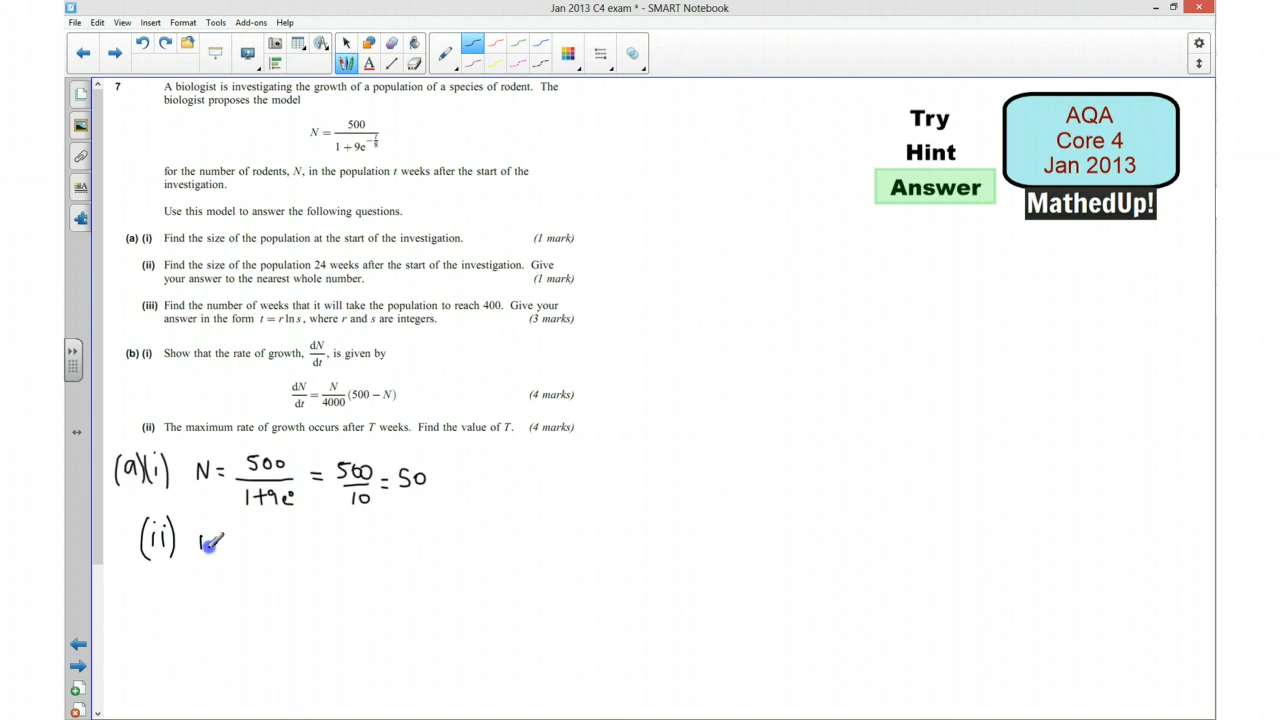 Jan 2013 C4 exam * - SMART Notebook
File Edit View Insert Format Tools Add-ons Help
7 A biologist is investigating the growth of a population of a species of rodent. The
biologist proposes the model
N = 500 / (1 + 9e^(-t/8))
for the number of rodents, N, in the population t weeks after the start of the
investigation.
Use this model to answer the following questions.
(a) (i) Find the size of the population at the start of the investigation. (1 mark)
(ii) Find the size of the population 24 weeks after the start of the investigation. Give
your answer to the nearest whole number. (1 mark)
(iii) Find the number of weeks that it will take the population to reach 400. Give your
answer in the form t = r ln s, where r and s are integers. (3 marks)
(b) (i) Show that the rate of growth, dN/dt, is given by
dN/dt = N/4000 (500 − N) (4 marks)
(ii) The maximum rate of growth occurs after T weeks. Find the value of T. (4 marks)
(a)(i) N = 500 / (1+9e⁰) = 500/10 = 50
(ii)
Try
Hint
Answer
AQA
Core 4
Jan 2013
MathedUp!